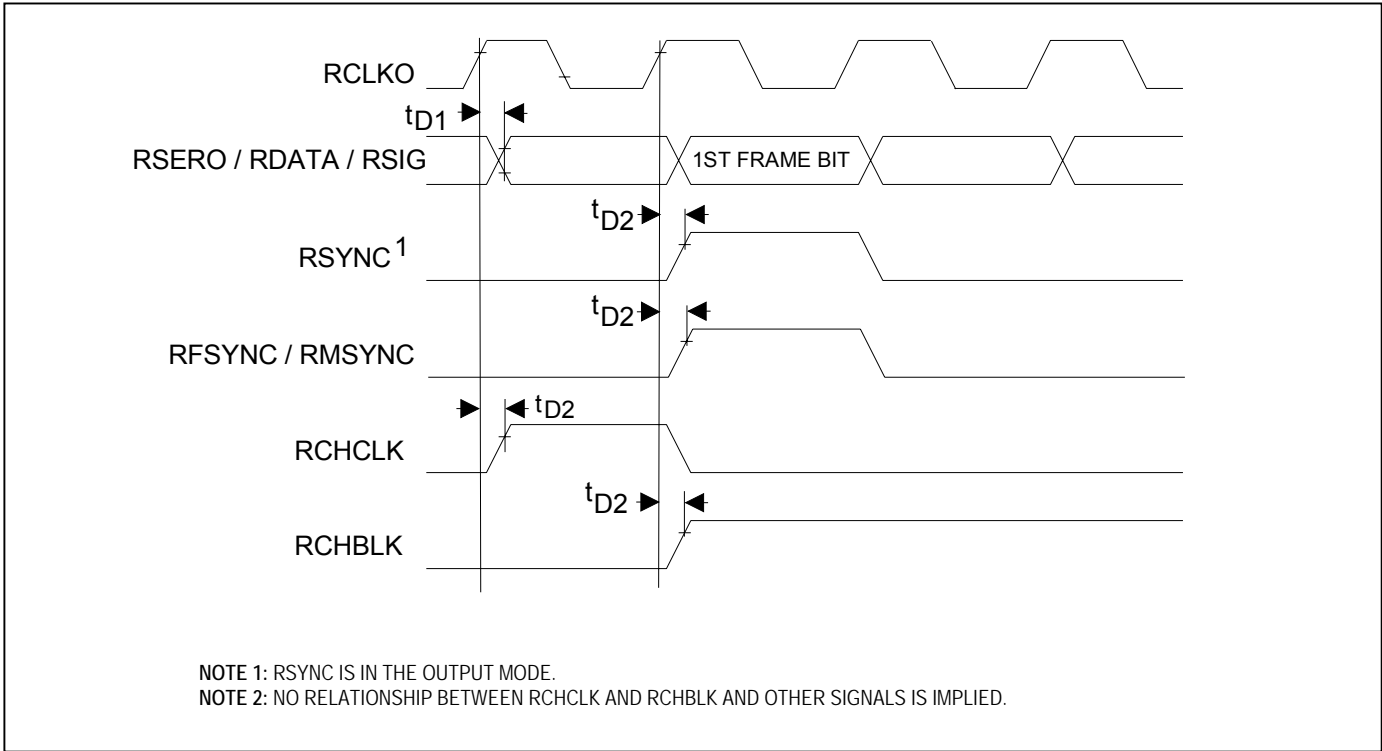 RCLKO
tD1
RSERO / RDATA / RSIG
1ST FRAME BIT
tD2
RSYNC1
tD2
RFSYNC / RMSYNC
tD2
RCHCLK
tD2
RCHBLK
NOTE 1: RSYNC IS IN THE OUTPUT MODE.
NOTE 2: NO RELATIONSHIP BETWEEN RCHCLK AND RCHBLK AND OTHER SIGNALS IS IMPLIED.